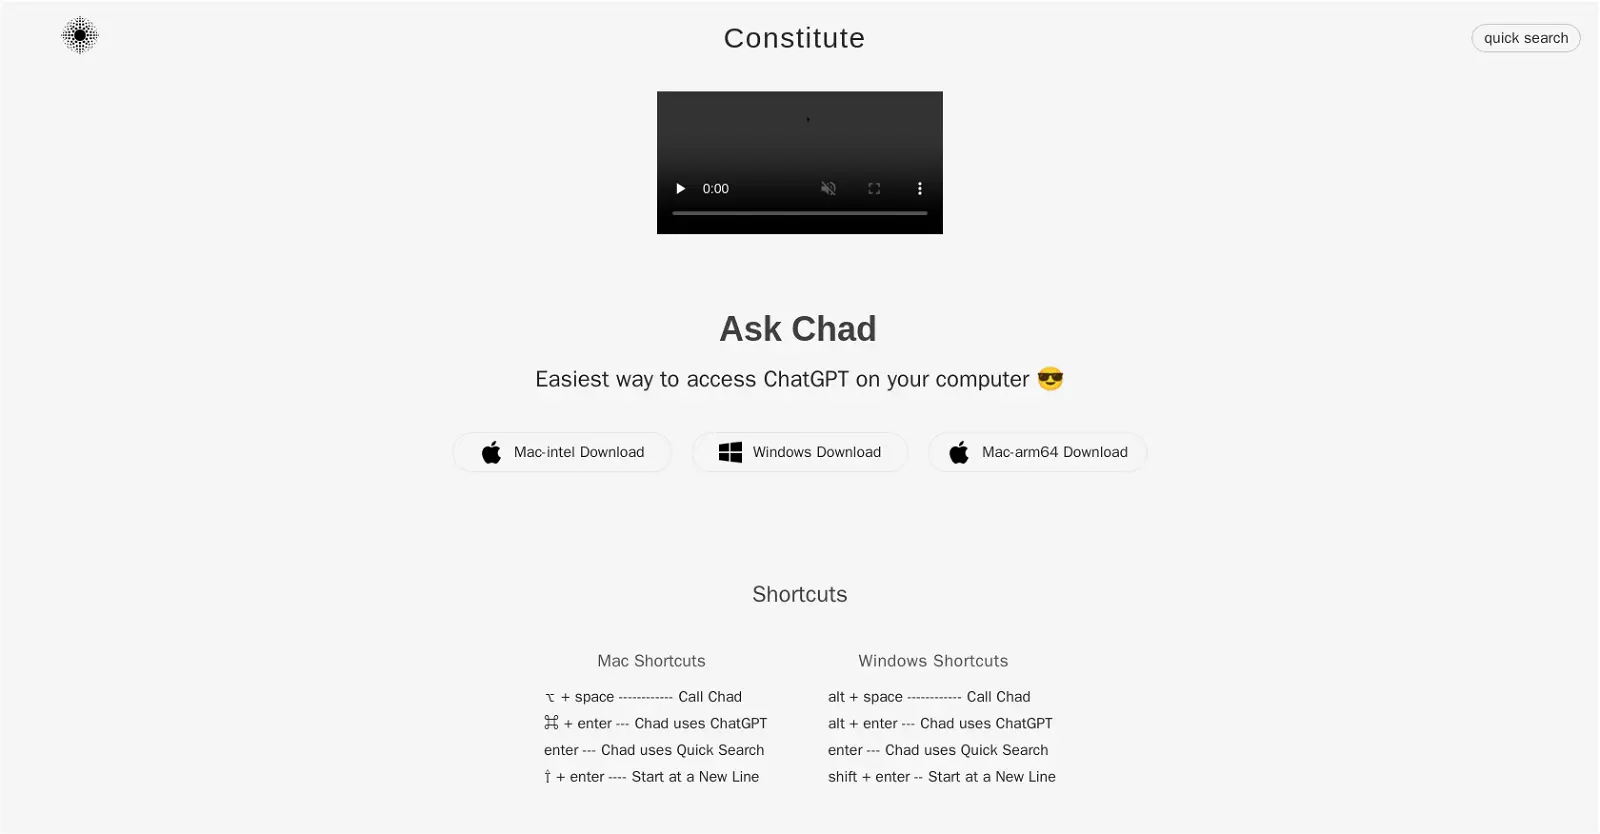 Constitute
quick search
0:00
Ask Chad
Easiest way to access ChatGPT on your computer 😎
Mac-intel Download
Windows Download
Mac-arm64 Download
Shortcuts
Mac Shortcuts
⌥ + space ------------ Call Chad
⌘ + enter --- Chad uses ChatGPT
enter --- Chad uses Quick Search
⇧ + enter ---- Start at a New Line
Windows Shortcuts
alt + space ------------ Call Chad
alt + enter --- Chad uses ChatGPT
enter --- Chad uses Quick Search
shift + enter -- Start at a New Line